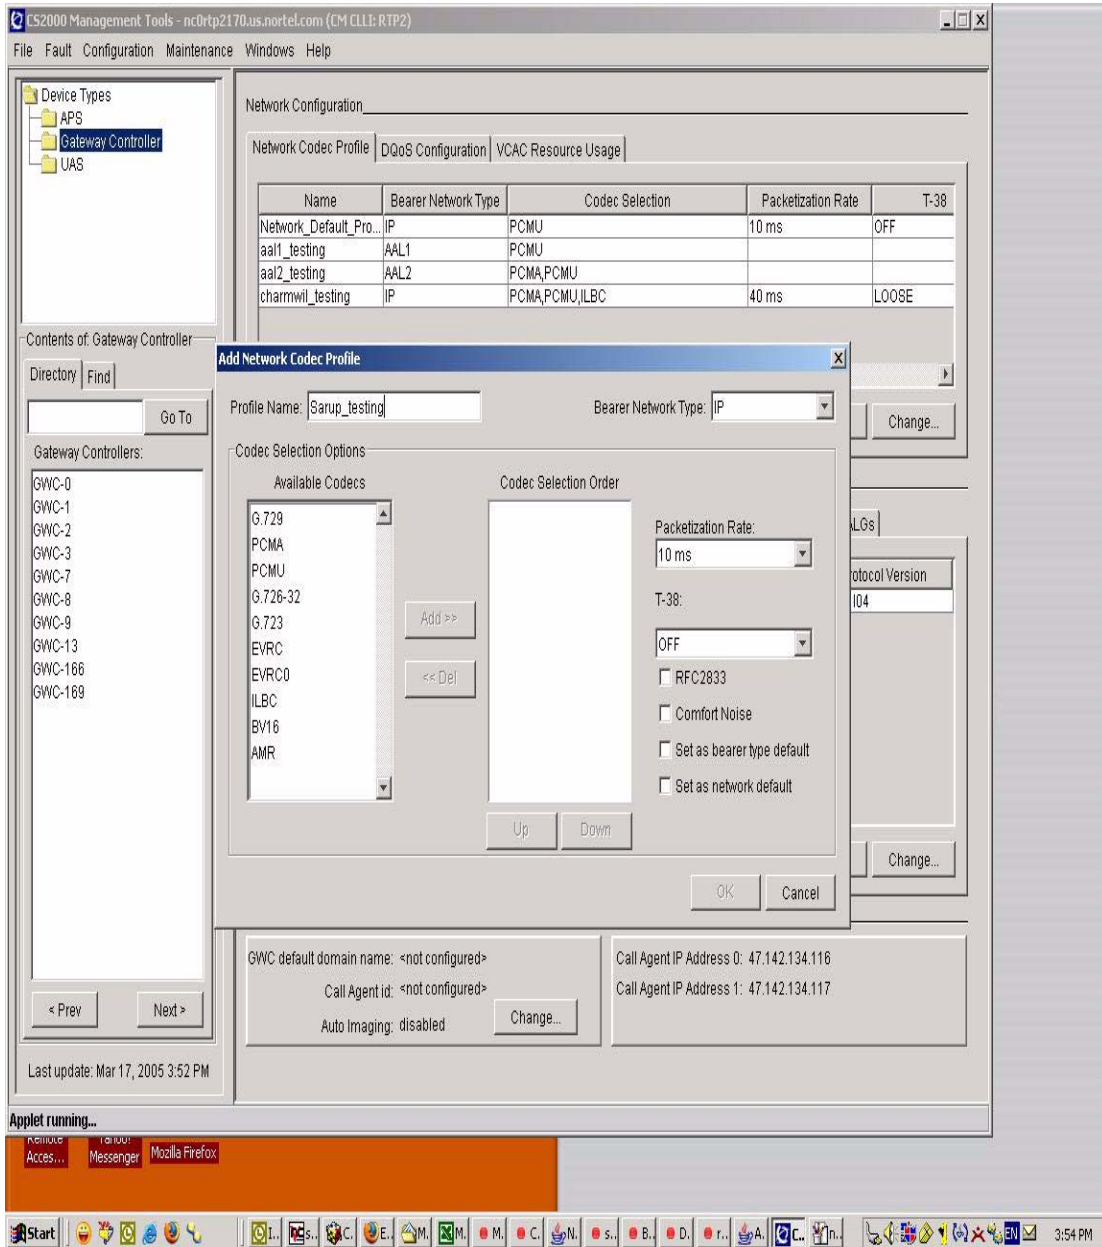 CS2000 Management Tools - nc0rtp2170.us.nortel.com (CM CLLI: RTP2)
File Fault Configuration Maintenance Windows Help
Device Types
APS
Gateway Controller
UAS
Network Configuration
Network Codec Profile DQoS Configuration VCAC Resource Usage
Name Bearer Network Type Codec Selection Packetization Rate T-38
Network_Default_Pro... IP PCMU 10 ms OFF
aal1_testing AAL1 PCMU
aal2_testing AAL2 PCMA,PCMU
charmwil_testing IP PCMA,PCMU,ILBC 40 ms LOOSE
Change...
Contents of: Gateway Controller
Directory Find
Go To
Gateway Controllers:
GWC-0
GWC-1
GWC-2
GWC-3
GWC-7
GWC-8
GWC-9
GWC-13
GWC-166
GWC-169
< Prev Next >
Last update: Mar 17, 2005 3:52 PM
Add Network Codec Profile
Profile Name: Sarup_testing Bearer Network Type: IP
Codec Selection Options
Available Codecs Codec Selection Order
G.729
PCMA
PCMU
G.726-32
G.723
EVRC
EVRC0
ILBC
BV16
AMR
Add >>
<< Del
Up Down
Packetization Rate:
10 ms
T-38:
OFF
RFC2833
Comfort Noise
Set as bearer type default
Set as network default
OK Cancel
ALGs
otocol Version
I04
Change...
GWC default domain name: <not configured>
Call Agent id: <not configured>
Auto Imaging: disabled
Change...
Call Agent IP Address 0: 47.142.134.116
Call Agent IP Address 1: 47.142.134.117
Applet running...
Remote
Acces...
Yahoo!
Messenger
Mozilla Firefox
Start I.. s.. C. E.. M. M. M. C. N. s.. B.. D. r... A. C... n.. EN 3:54 PM